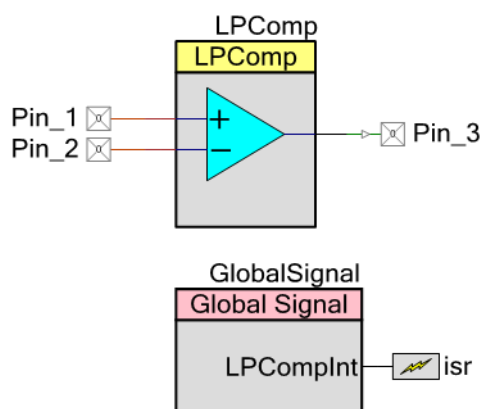 LPComp
LPComp
Pin_1
Pin_2
Pin_3
GlobalSignal
Global Signal
LPCompInt
isr